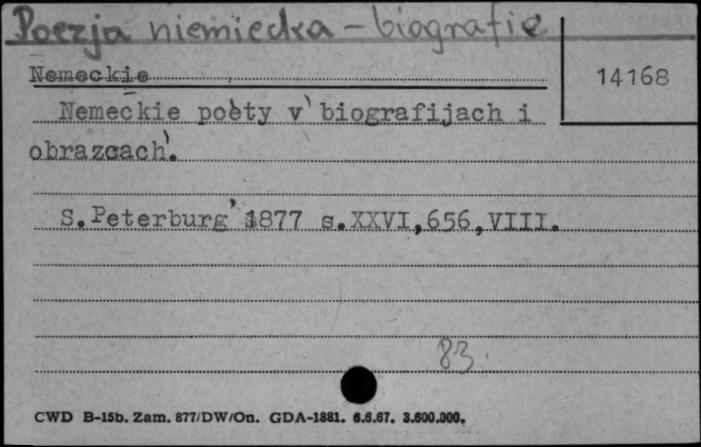 Poezja niemiecka - biografie
Nemeckie
14168
Nemeckie poèty v' biografijach i
obrazcach'.
S. Peterburg' 1877 s. XXVI, 656, VIII.
83.
CWD B-15b. Zam. 877/DW/On. GDA-1881. 6.6.67. 3.600.000.